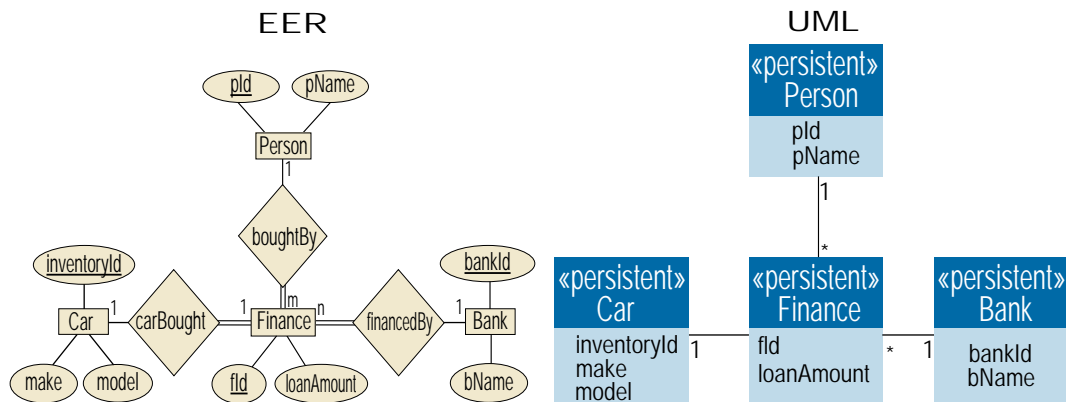 EER
pId
pName
Person
1
boughtBy
inventoryId
bankId
m
1
1
n
1
Car
carBought
Finance
financedBy
Bank
make
model
fId
loanAmount
bName
UML
«persistent»
Person
pId
pName
1
*
«persistent»
Car
inventoryId
make
model
1
«persistent»
Finance
fId
loanAmount
*
1
«persistent»
Bank
bankId
bName